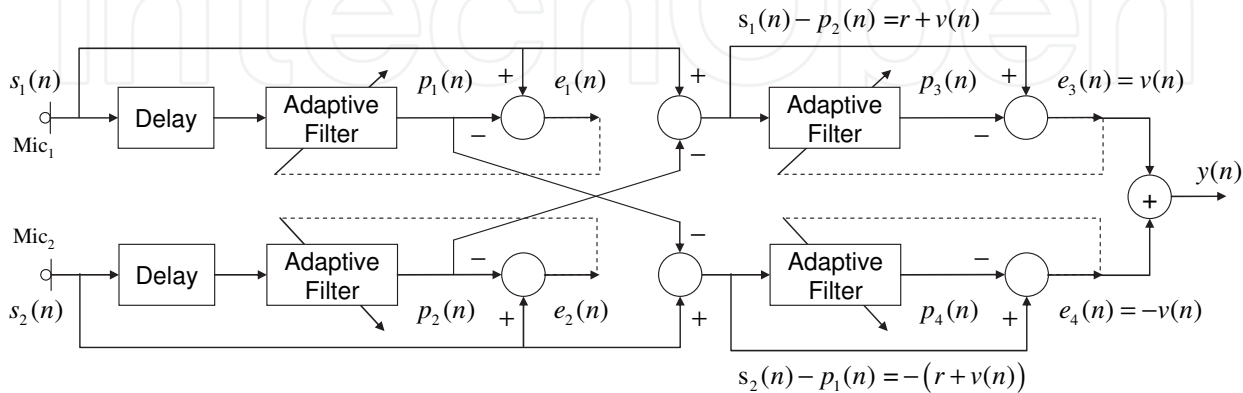 IntechOpen
s₁(n) − p₂(n) = r + v(n)
s₁(n)
Mic₁
Delay
Adaptive Filter
p₁(n)
+
−
e₁(n)
+
−
Adaptive Filter
p₃(n)
+
−
e₃(n) = v(n)
+
y(n)
Mic₂
s₂(n)
Delay
Adaptive Filter
p₂(n)
−
+
e₂(n)
−
+
Adaptive Filter
p₄(n)
−
+
e₄(n) = −v(n)
s₂(n) − p₁(n) = −(r + v(n))